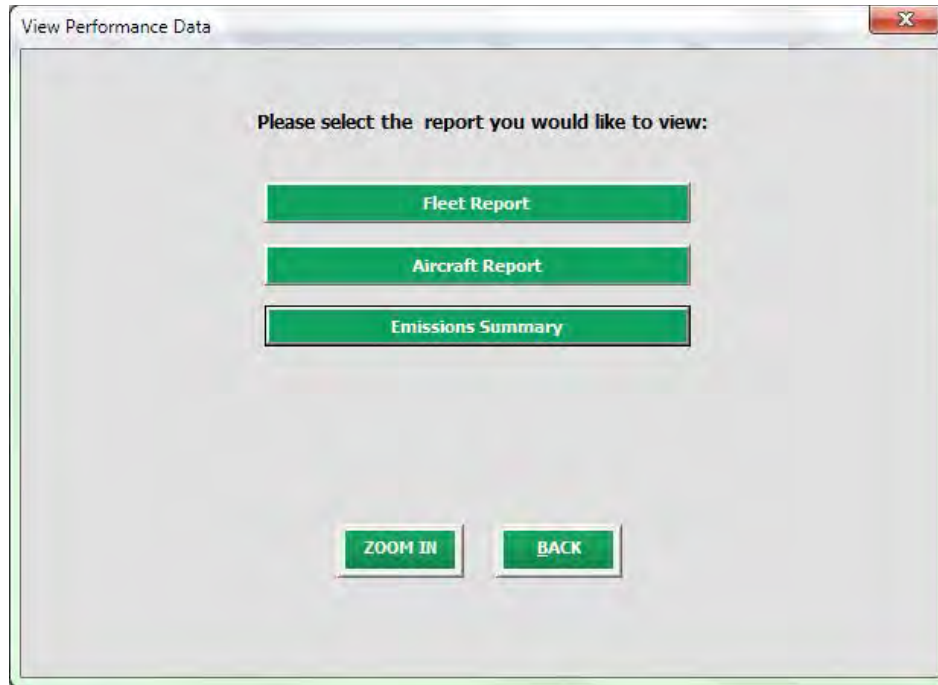 View Performance Data
Please select the report you would like to view:
Fleet Report
Aircraft Report
Emissions Summary
ZOOM IN
BACK